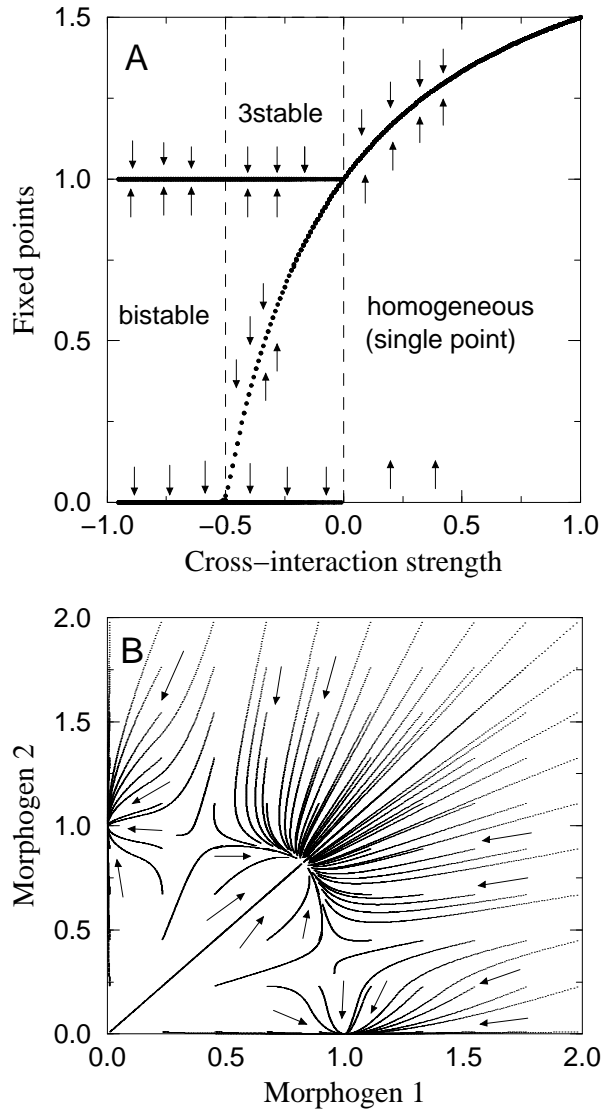 A
1.5
1.0
0.5
0.0
Fixed points
3stable
bistable
homogeneous
(single point)
−1.0 −0.5 0.0 0.5 1.0
Cross−interaction strength
B
2.0
1.5
1.0
0.5
0.0
Morphogen 2
0.0 0.5 1.0 1.5 2.0
Morphogen 1